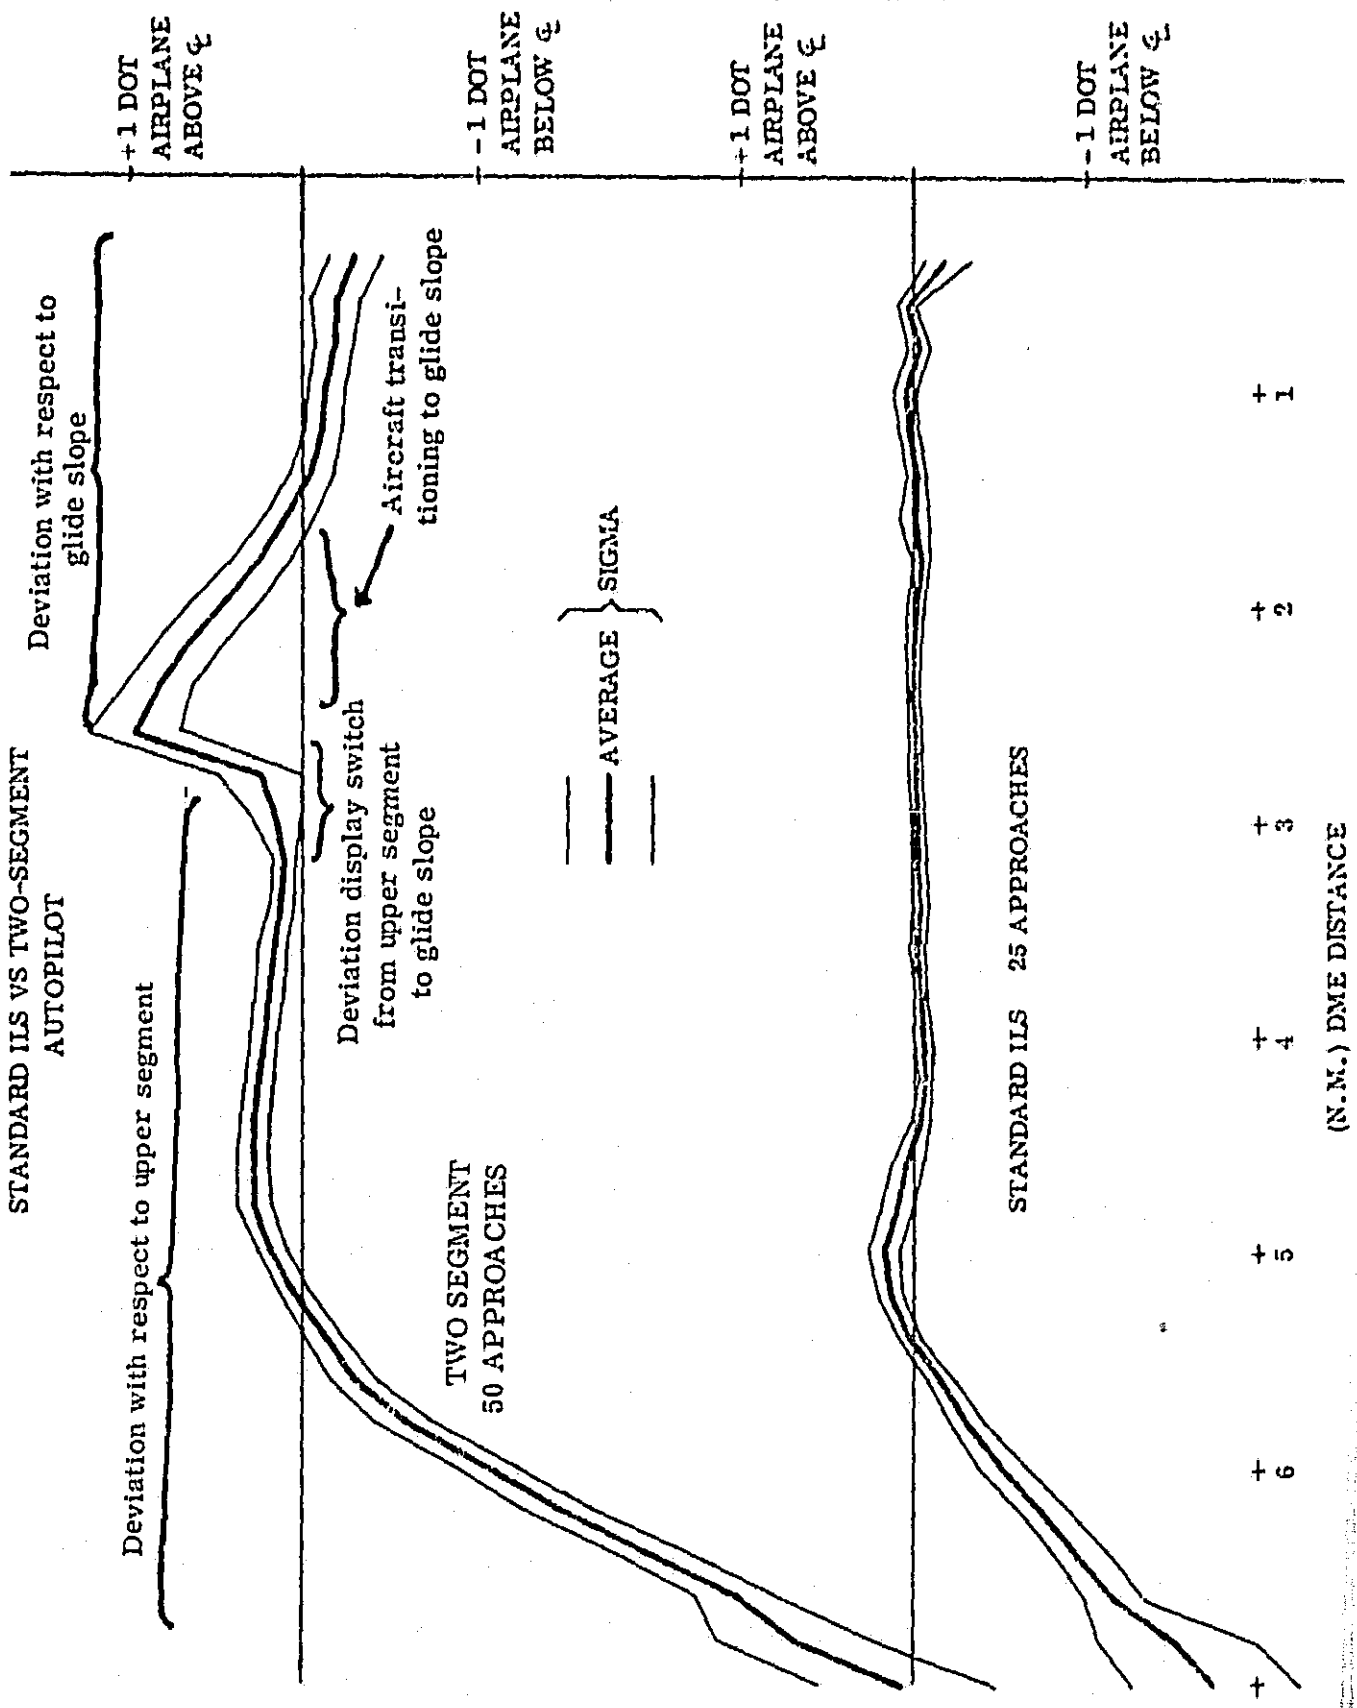 STANDARD ILS VS TWO-SEGMENT
AUTOPILOT
Deviation with respect to upper segment
Deviation with respect to
glide slope
+1 DOT
AIRPLANE
ABOVE ℄
-1 DOT
AIRPLANE
BELOW ℄
Aircraft transi-
tioning to glide slope
Deviation display switch
from upper segment
to glide slope
TWO SEGMENT
50 APPROACHES
AVERAGE
SIGMA
+1 DOT
AIRPLANE
ABOVE ℄
-1 DOT
AIRPLANE
BELOW ℄
STANDARD ILS 25 APPROACHES
6
5
4
3
2
1
(N.M.) DME DISTANCE